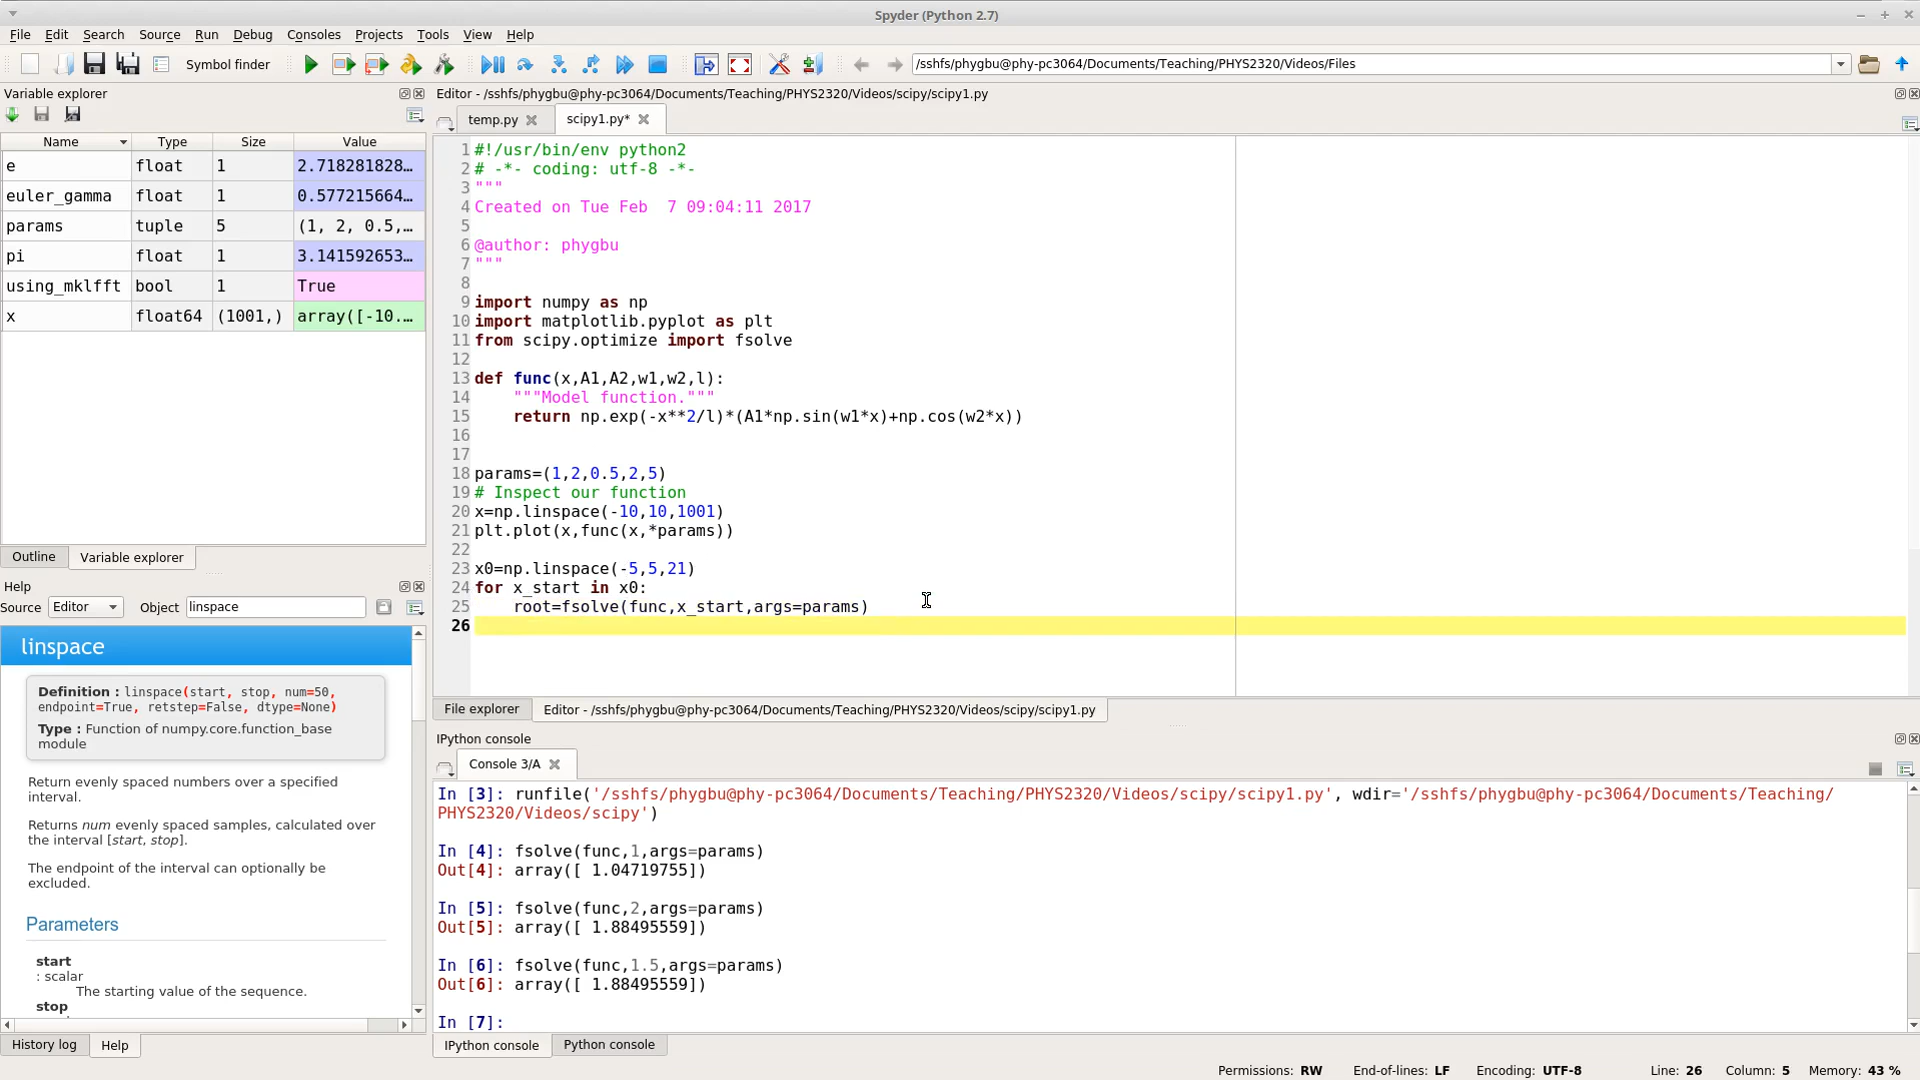 Spyder (Python 2.7)
File Edit Search Source Run Debug Consoles Projects Tools View Help
Symbol finder
/sshfs/phygbu@phy-pc3064/Documents/Teaching/PHYS2320/Videos/Files
Variable explorer
Name Type Size Value
e float 1 2.718281828...
euler_gamma float 1 0.577215664...
params tuple 5 (1, 2, 0.5,...
pi float 1 3.141592653...
using_mklfft bool 1 True
x float64 (1001,) array([-10....
Outline Variable explorer
Help
Source Editor Object linspace
linspace
Definition : linspace(start, stop, num=50,
endpoint=True, retstep=False, dtype=None)
Type : Function of numpy.core.function_base
module
Return evenly spaced numbers over a specified
interval.
Returns num evenly spaced samples, calculated over
the interval [start, stop].
The endpoint of the interval can optionally be
excluded.
Parameters
start
: scalar
The starting value of the sequence.
stop
History log Help
Editor - /sshfs/phygbu@phy-pc3064/Documents/Teaching/PHYS2320/Videos/scipy/scipy1.py
temp.py scipy1.py*
1 #!/usr/bin/env python2
2 # -*- coding: utf-8 -*-
3 """
4 Created on Tue Feb  7 09:04:11 2017
5
6 @author: phygbu
7 """
8
9 import numpy as np
10 import matplotlib.pyplot as plt
11 from scipy.optimize import fsolve
12
13 def func(x,A1,A2,w1,w2,l):
14     """Model function."""
15     return np.exp(-x**2/l)*(A1*np.sin(w1*x)+np.cos(w2*x))
16
17
18 params=(1,2,0.5,2,5)
19 # Inspect our function
20 x=np.linspace(-10,10,1001)
21 plt.plot(x,func(x,*params))
22
23 x0=np.linspace(-5,5,21)
24 for x_start in x0:
25     root=fsolve(func,x_start,args=params)
26
File explorer Editor - /sshfs/phygbu@phy-pc3064/Documents/Teaching/PHYS2320/Videos/scipy/scipy1.py
IPython console
Console 3/A
In [3]: runfile('/sshfs/phygbu@phy-pc3064/Documents/Teaching/PHYS2320/Videos/scipy/scipy1.py', wdir='/sshfs/phygbu@phy-pc3064/Documents/Teaching/
PHYS2320/Videos/scipy')
In [4]: fsolve(func,1,args=params)
Out[4]: array([ 1.04719755])
In [5]: fsolve(func,2,args=params)
Out[5]: array([ 1.88495559])
In [6]: fsolve(func,1.5,args=params)
Out[6]: array([ 1.88495559])
In [7]:
IPython console Python console
Permissions: RW End-of-lines: LF Encoding: UTF-8 Line: 26 Column: 5 Memory: 43 %